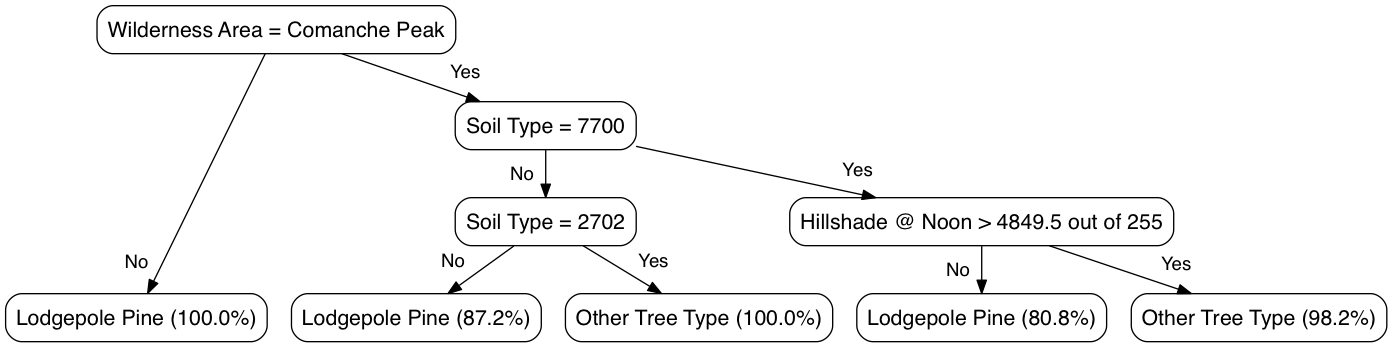 Wilderness Area = Comanche Peak
Yes
Soil Type = 7700
No
Yes
Soil Type = 2702
Hillshade @ Noon > 4849.5 out of 255
No
No
Yes
No
Yes
Lodgepole Pine (100.0%)
Lodgepole Pine (87.2%)
Other Tree Type (100.0%)
Lodgepole Pine (80.8%)
Other Tree Type (98.2%)